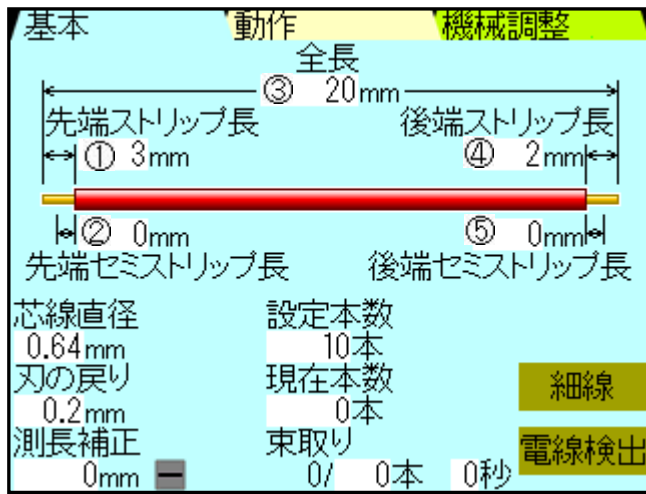 基本 動作 機械調整
全長
③ 20mm
先端ストリップ長 後端ストリップ長
① 3mm ④ 2mm
② 0mm ⑤ 0mm
先端セミストリップ長 後端セミストリップ長
芯線直径 設定本数
0.64mm 10本
刃の戻り 現在本数 細線
0.2mm 0本
測長補正 束取り 電線検出
0mm ー 0/ 0本 0秒